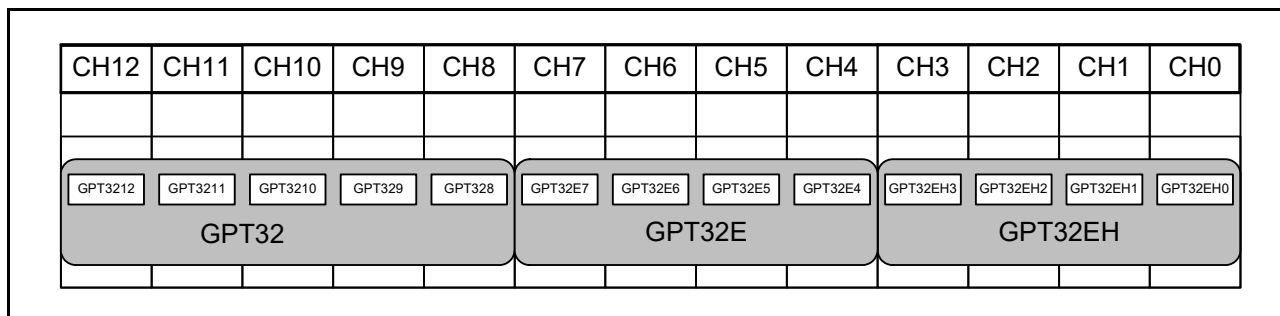 CH12 CH11 CH10 CH9 CH8 CH7 CH6 CH5 CH4 CH3 CH2 CH1 CH0
GPT3212 GPT3211 GPT3210 GPT329 GPT328 GPT32E7 GPT32E6 GPT32E5 GPT32E4 GPT32EH3 GPT32EH2 GPT32EH1 GPT32EH0
GPT32 GPT32E GPT32EH